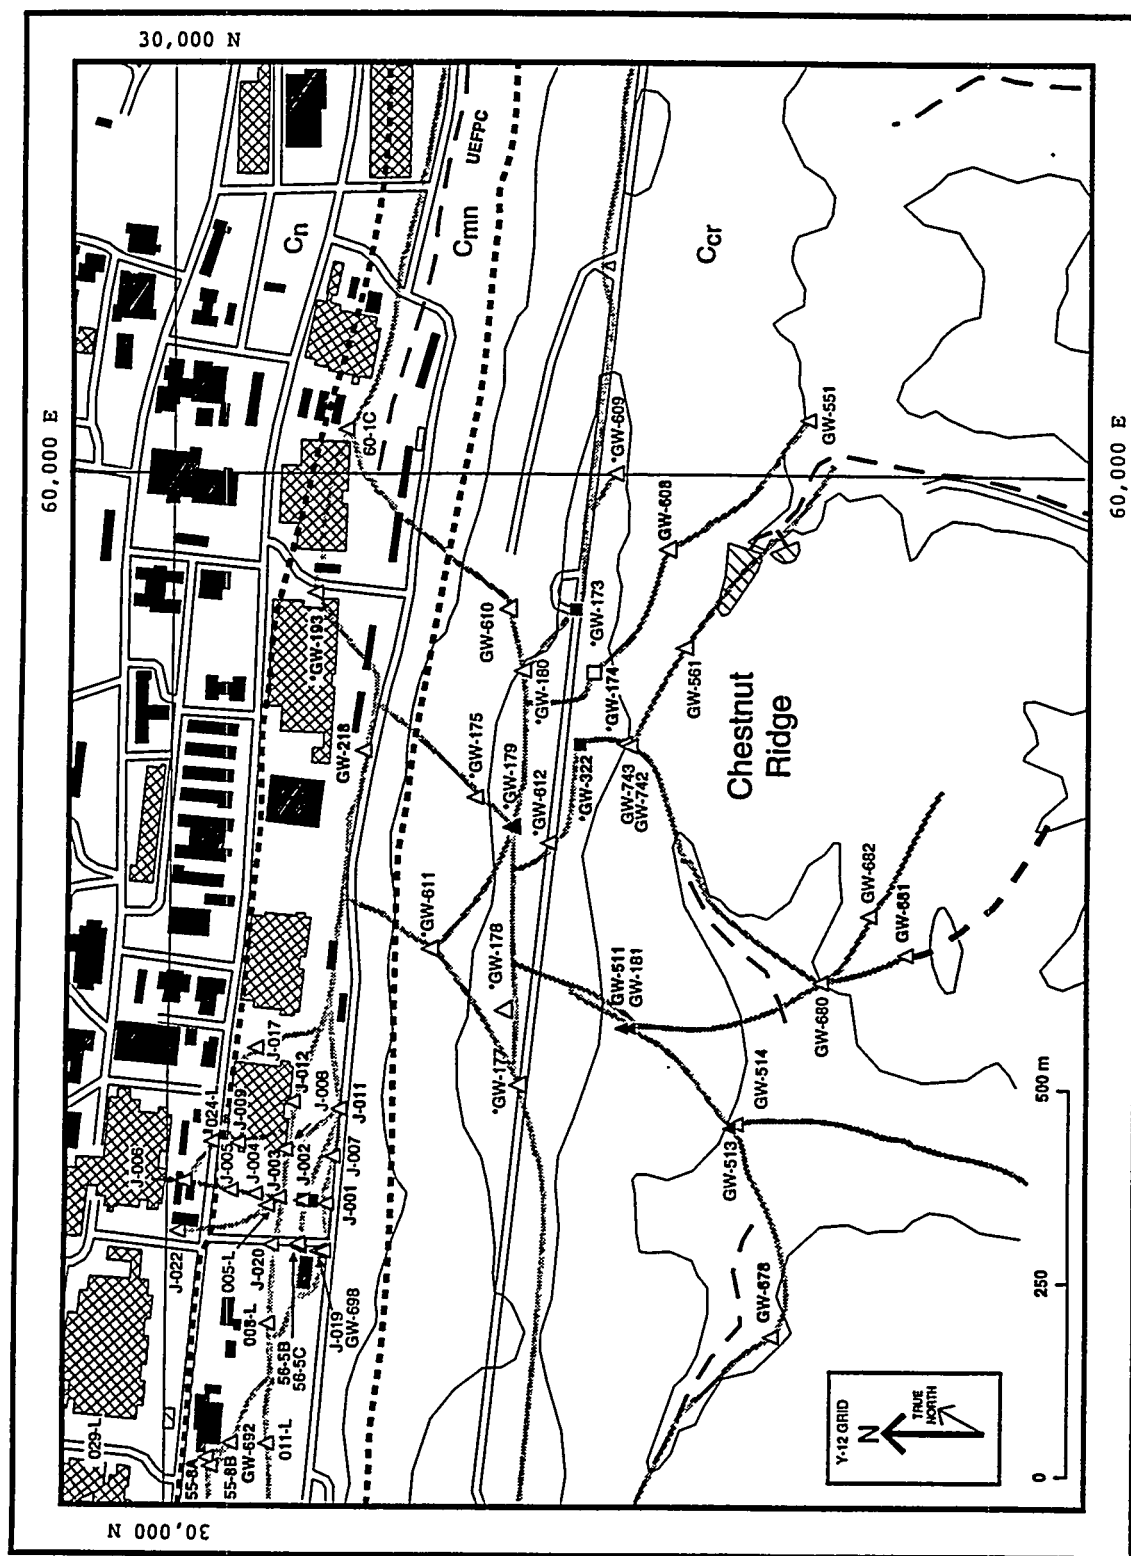 30,000 N
60,000 E
UEFPC
Cn
Cmn
Ccr
60-1C
*GW-609
GW-551
GW-608
*GW-193
GW-610
*GW-173
*GW-180
*GW-174
GW-561
GW-218
*GW-175
*GW-179
*GW-612
*GW-322
GW-743
GW-742
Chestnut
Ridge
*GW-611
*GW-178
GW-511
GW-181
GW-682
GW-681
GW-680
*GW-177
GW-514
GW-513
GW-678
J-017
J-012
J-008
J-011
024-L
J-009
J-006
J-005
J-004
J-003
J-002
J-007
J-001
J-022
005-L
J-020
008-L
56-5B
56-5C
J-019
GW-698
029-L
55-8A
55-8B
GW-692
011-L
Y-12 GRID
N
TRUE
NORTH
0
250
500 m
60,000 E
30,000 N